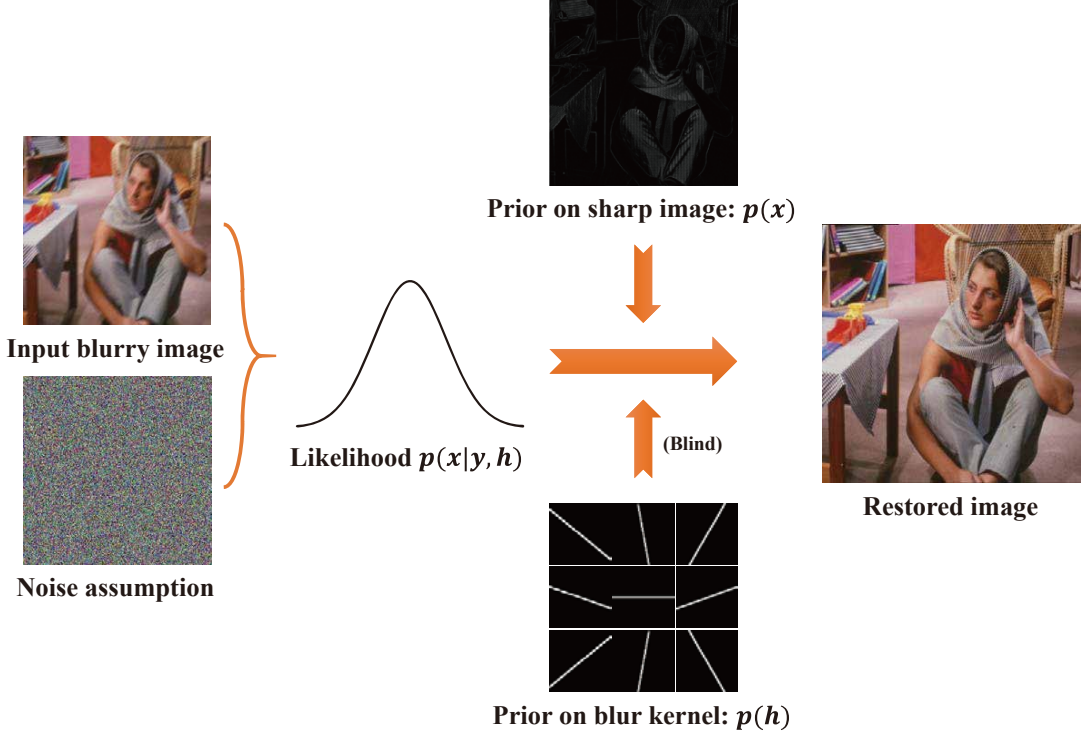 Input blurry image
Noise assumption
Likelihood p(x|y, h)
Prior on sharp image: p(x)
(Blind)
Prior on blur kernel: p(h)
Restored image